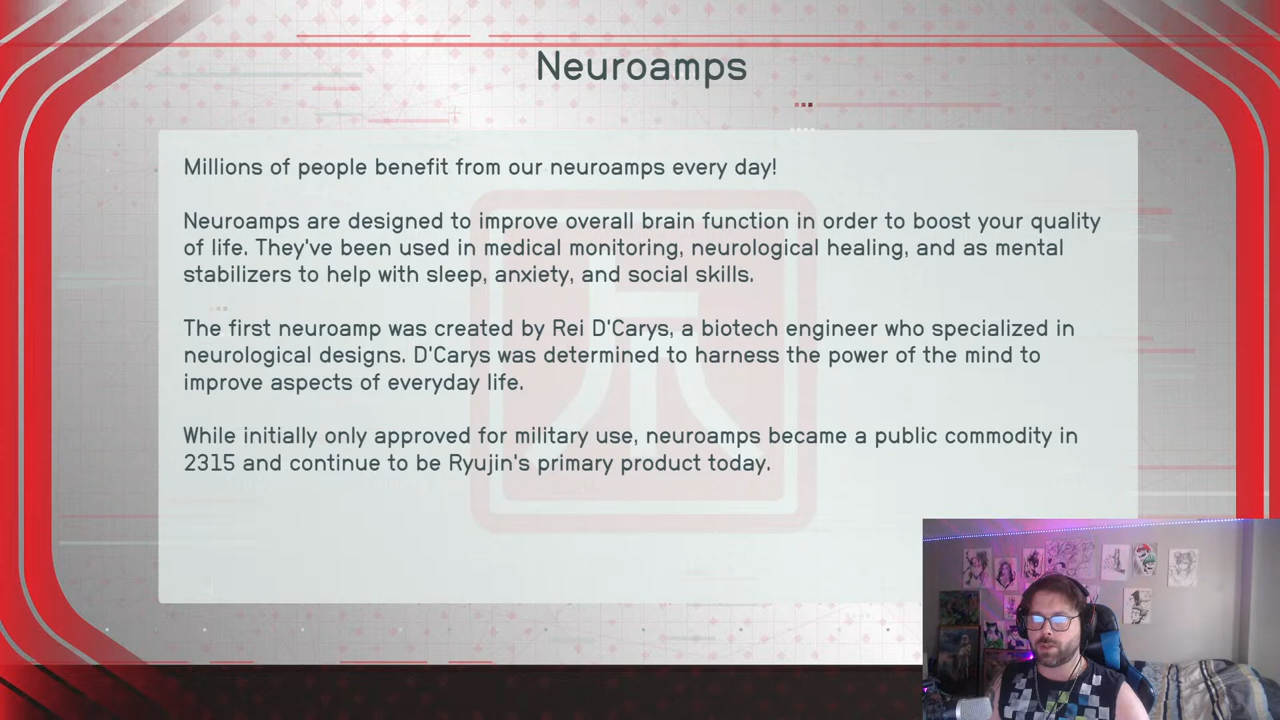 Neuroamps
Millions of people benefit from our neuroamps every day!
Neuroamps are designed to improve overall brain function in order to boost your quality
of life. They've been used in medical monitoring, neurological healing, and as mental
stabilizers to help with sleep, anxiety, and social skills.
The first neuroamp was created by Rei D'Carys, a biotech engineer who specialized in
neurological designs. D'Carys was determined to harness the power of the mind to
improve aspects of everyday life.
While initially only approved for military use, neuroamps became a public commodity in
2315 and continue to be Ryujin's primary product today.